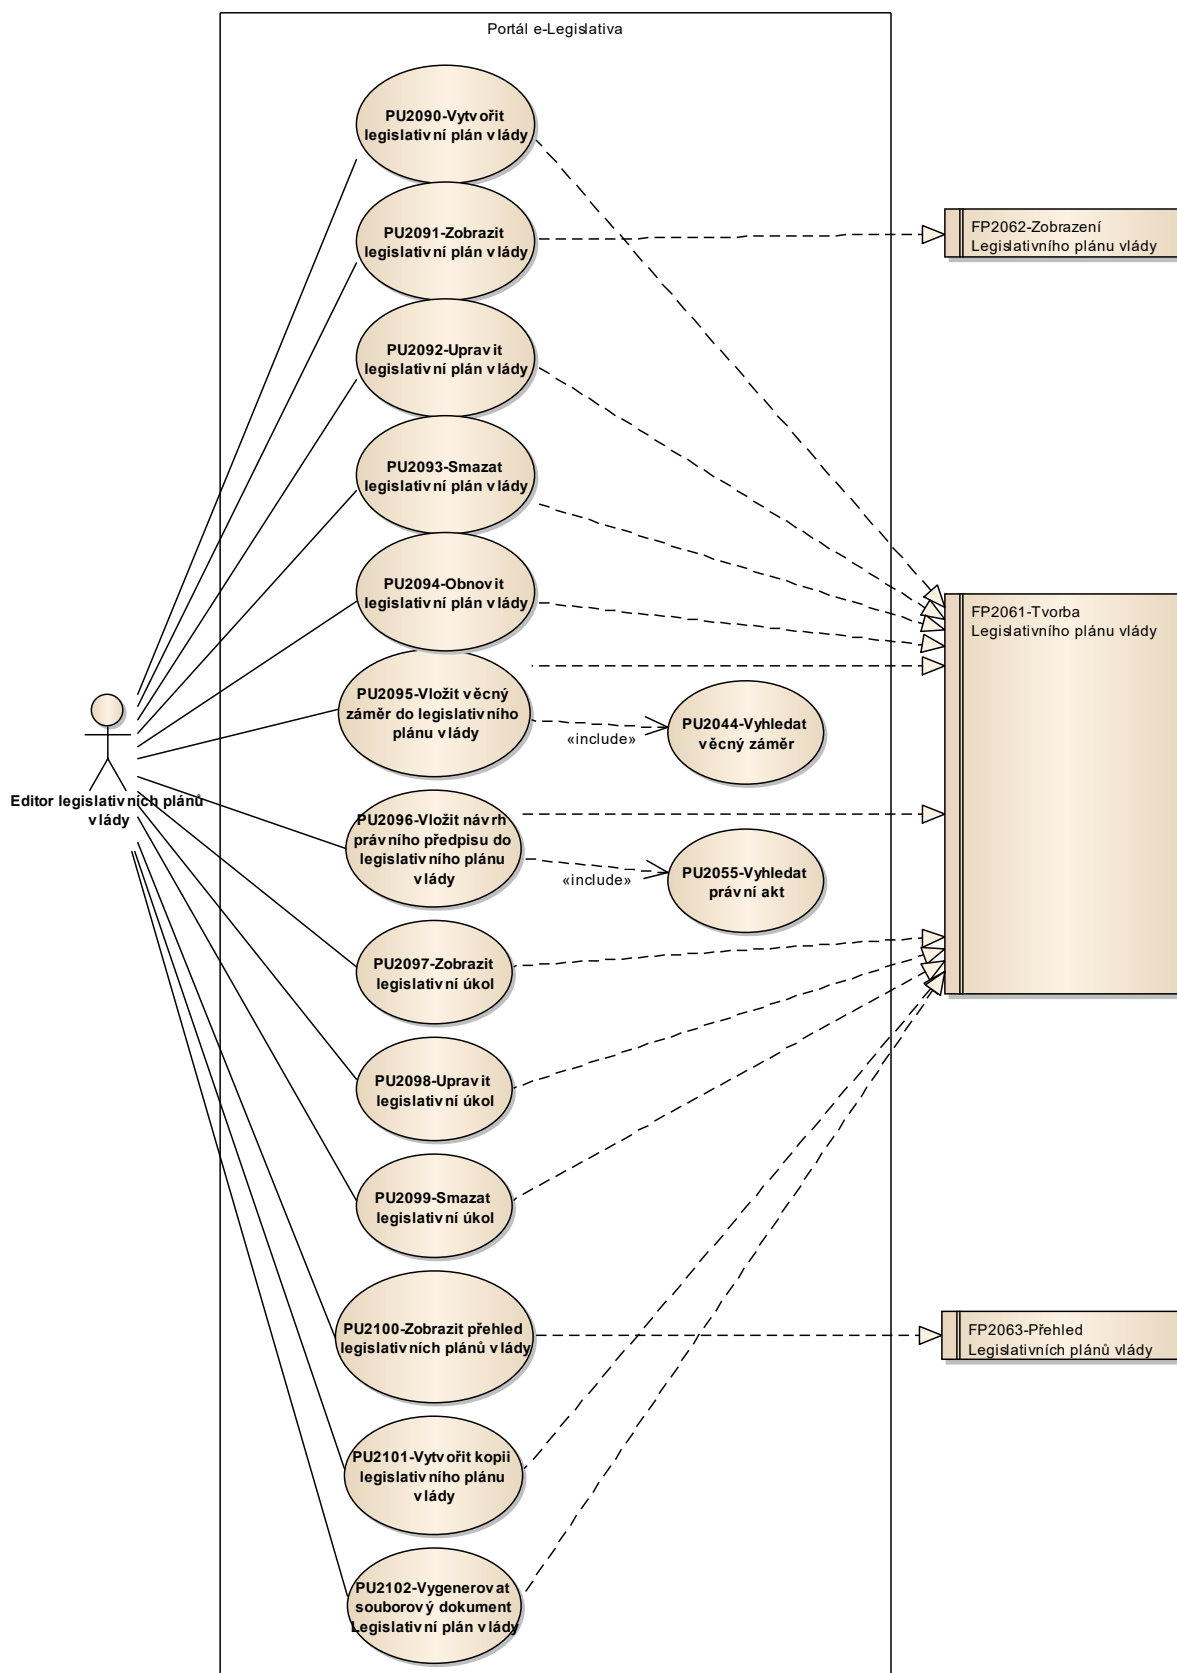 Portál e-Legislativa
PU2090-Vytvořit
legislativní plán vlády
PU2091-Zobrazit
legislativní plán vlády
FP2062-Zobrazení
Legislativního plánu vlády
PU2092-Upravit
legislativní plán vlády
PU2093-Smazat
legislativní plán vlády
PU2094-Obnovit
legislativní plán vlády
FP2061-Tvorba
Legislativního plánu vlády
PU2095-Vložit věcný
záměr do legislativního
plánu vlády
«include»
PU2044-Vyhledat
věcný záměr
Editor legislativních plánů
vlády
PU2096-Vložit návrh
právního předpisu do
legislativního plánu
vlády
«include»
PU2055-Vyhledat
právní akt
PU2097-Zobrazit
legislativní úkol
PU2098-Upravit
legislativní úkol
PU2099-Smazat
legislativní úkol
PU2100-Zobrazit přehled
legislativních plánů vlády
FP2063-Přehled
Legislativních plánů vlády
PU2101-Vytvořit kopii
legislativního plánu
vlády
PU2102-Vygenerovat
souborový dokument
Legislativní plán vlády